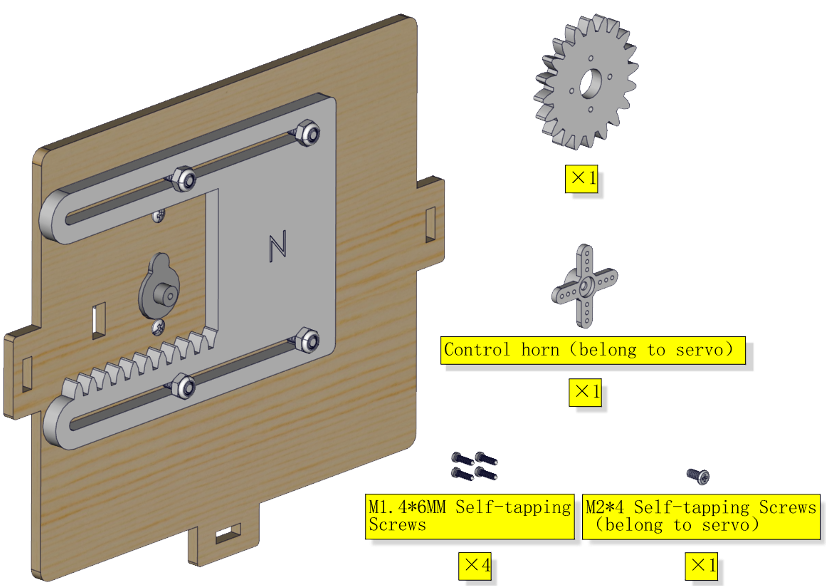 N
×1
Control horn (belong to servo)
×1
M1.4*6MM Self-tapping
Screws
×4
M2*4 Self-tapping Screws
(belong to servo)
×1